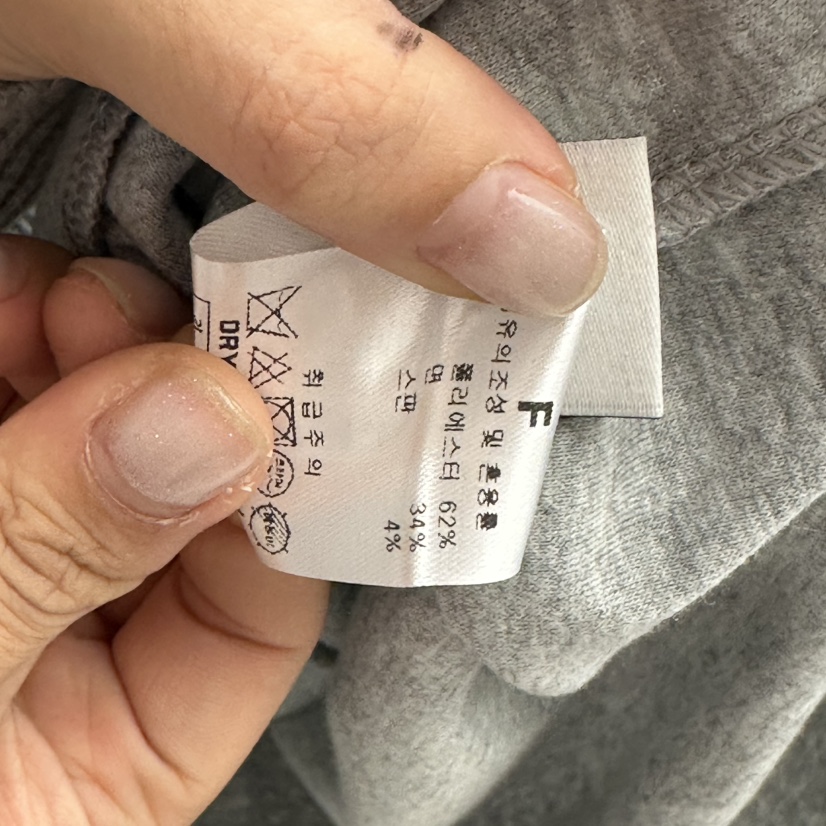 F
유의조성 및 혼용률
폴리에스터 62%
면 34%
스판 4%
취급주의
DRY